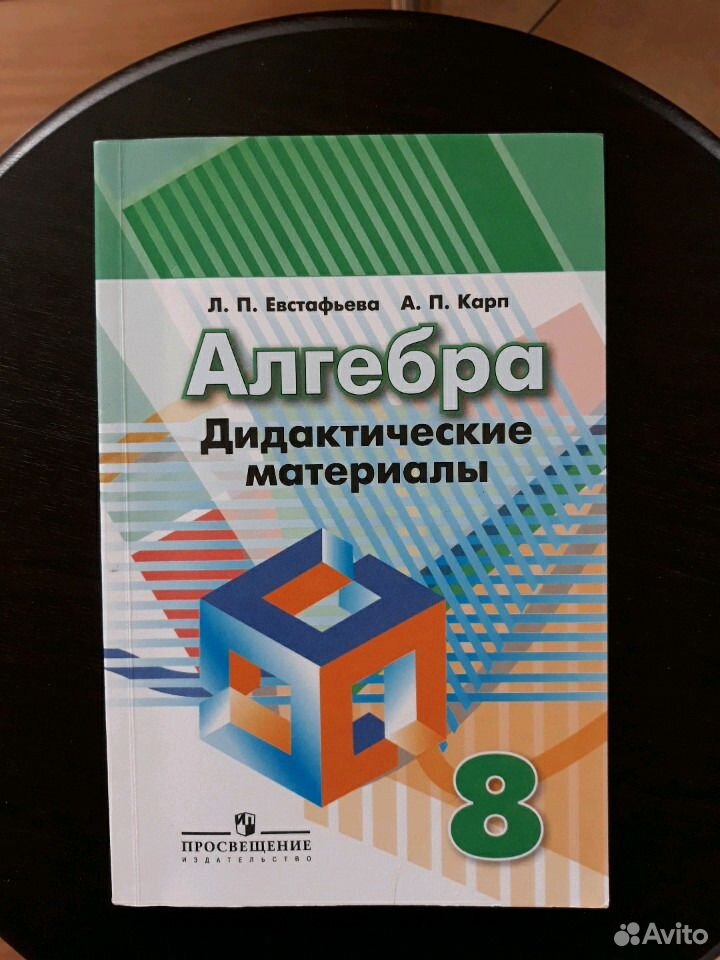 Л. П. Евстафьева А. П. Карп
Алгебра
Дидактические
материалы
8
ПРОСВЕЩЕНИЕ
ИЗДАТЕЛЬСТВО
Avito